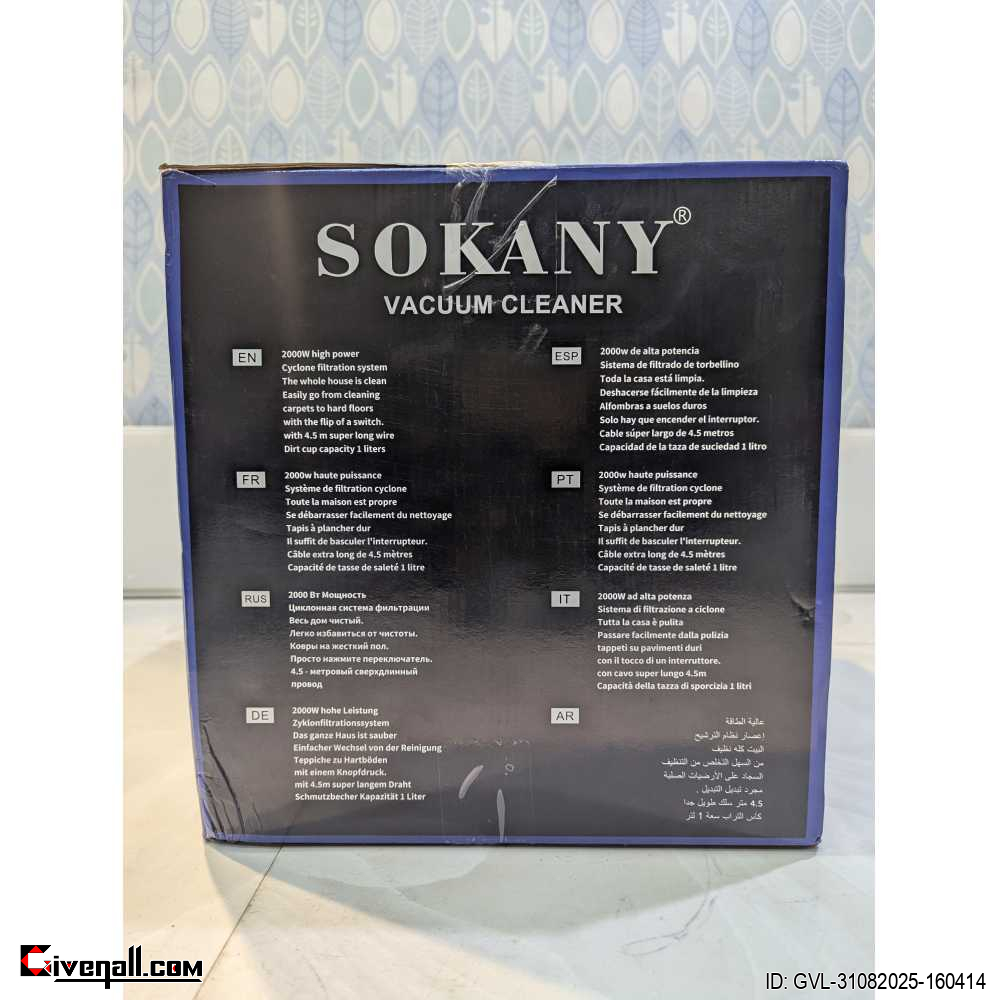 SOKANY®
VACUUM CLEANER
EN
2000W high power
Cyclone filtration system
The whole house is clean
Easily go from cleaning
carpets to hard floors
with the flip of a switch.
with 4.5 m super long wire
Dirt cup capacity 1 liters
ESP
2000w de alta potencia
Sistema de filtrado de torbellino
Toda la casa está limpia.
Deshacerse fácilmente de la limpieza
Alfombras a suelos duros
Solo hay que encender el interruptor.
Cable súper largo de 4.5 metros
Capacidad de la taza de suciedad 1 litro
FR
2000w haute puissance
Système de filtration cyclone
Toute la maison est propre
Se débarrasser facilement du nettoyage
Tapis à plancher dur
Il suffit de basculer l'interrupteur.
Câble extra long de 4.5 mètres
Capacité de tasse de saleté 1 litre
PT
2000w haute puissance
Système de filtration cyclone
Toute la maison est propre
Se débarrasser facilement du nettoyage
Tapis à plancher dur
Il suffit de basculer l'interrupteur.
Câble extra long de 4.5 mètres
Capacité de tasse de saleté 1 litre
RUS
2000 Вт Мощность
Циклонная система фильтрации
Весь дом чистый.
Легко избавиться от чистоты.
Ковры на жесткий пол.
Просто нажмите переключатель.
4.5 - метровый сверхдлинный
провод
IT
2000W ad alta potenza
Sistema di filtrazione a ciclone
Tutta la casa è pulita
Passare facilmente dalla pulizia
tappeti su pavimenti duri
con il tocco di un interruttore.
con cavo super lungo 4.5m
Capacità della tazza di sporcizia 1 litri
DE
2000W hohe Leistung
Zyklonfiltrationssystem
Das ganze Haus ist sauber
Einfacher Wechsel von der Reinigung
Teppiche zu Hartböden
mit einem Knopfdruck.
mit 4.5m super langem Draht
Schmutzbecher Kapazität 1 Liter
AR
عالية الطاقة
إعصار نظام الترشيح
البيت كله نظيف
من السهل التخلص من التنظيف
السجاد على الأرضيات الصلبة
مجرد تبديل التبديل .
4.5 متر سلك طويل جدا
كأس التراب سعة 1 لتر
Givenall.com
ID: GVL-31082025-160414